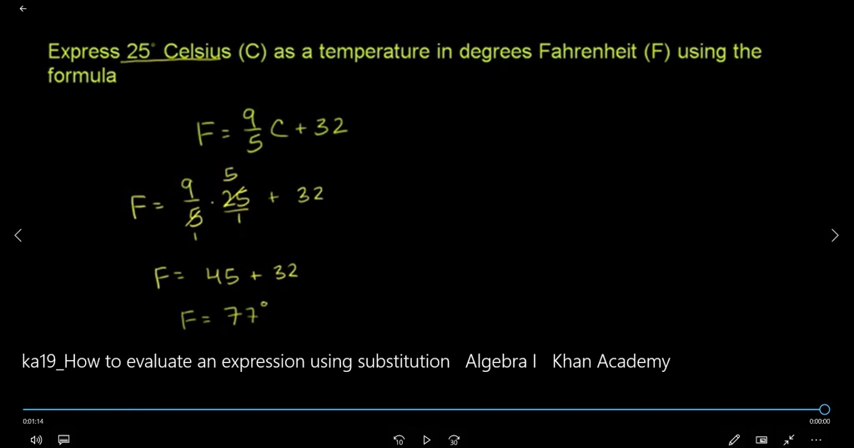 Express 25° Celsius (C) as a temperature in degrees Fahrenheit (F) using the
formula
F = 9/5 C + 32
5
F = 9/5 · 25/1 + 32
1
F = 45 + 32
F = 77°
ka19_How to evaluate an expression using substitution Algebra I Khan Academy
0:01:14 0:00:00
10 30